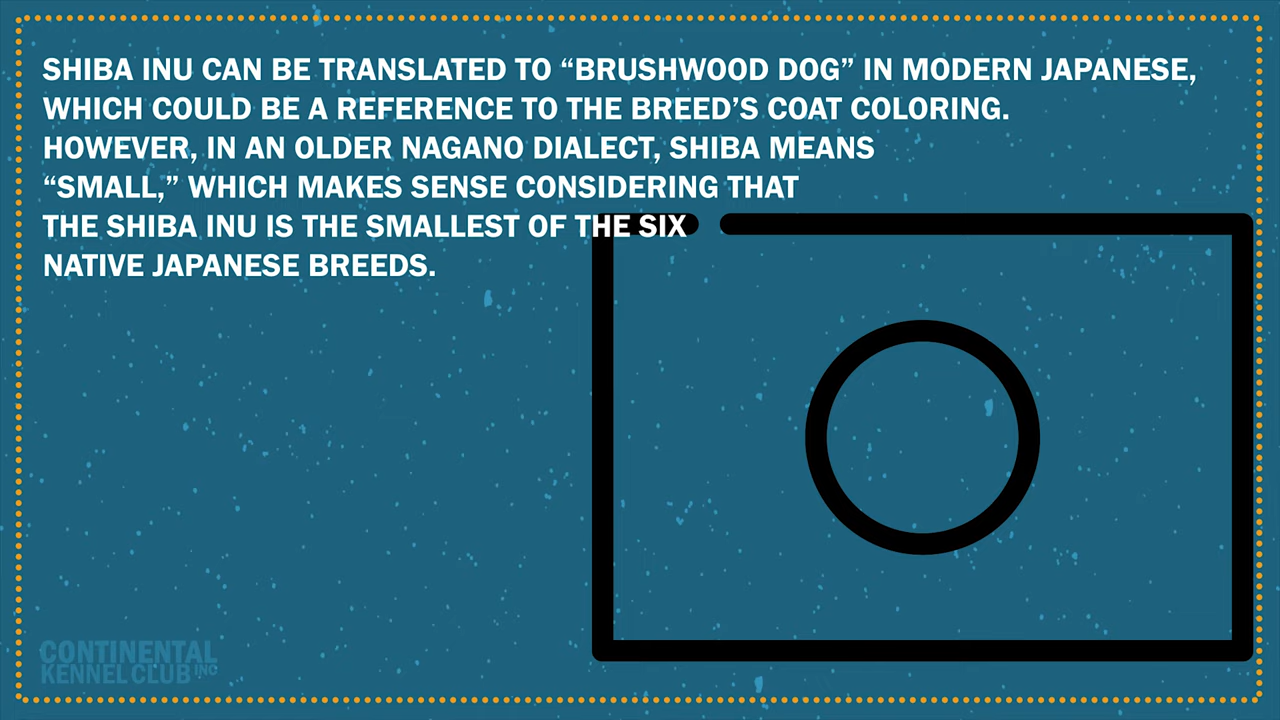 SHIBA INU CAN BE TRANSLATED TO “BRUSHWOOD DOG” IN MODERN JAPANESE,
WHICH COULD BE A REFERENCE TO THE BREED’S COAT COLORING.
HOWEVER, IN AN OLDER NAGANO DIALECT, SHIBA MEANS
“SMALL,” WHICH MAKES SENSE CONSIDERING THAT
THE SHIBA INU IS THE SMALLEST OF THE SIX
NATIVE JAPANESE BREEDS.
CONTINENTAL
KENNEL CLUB INC